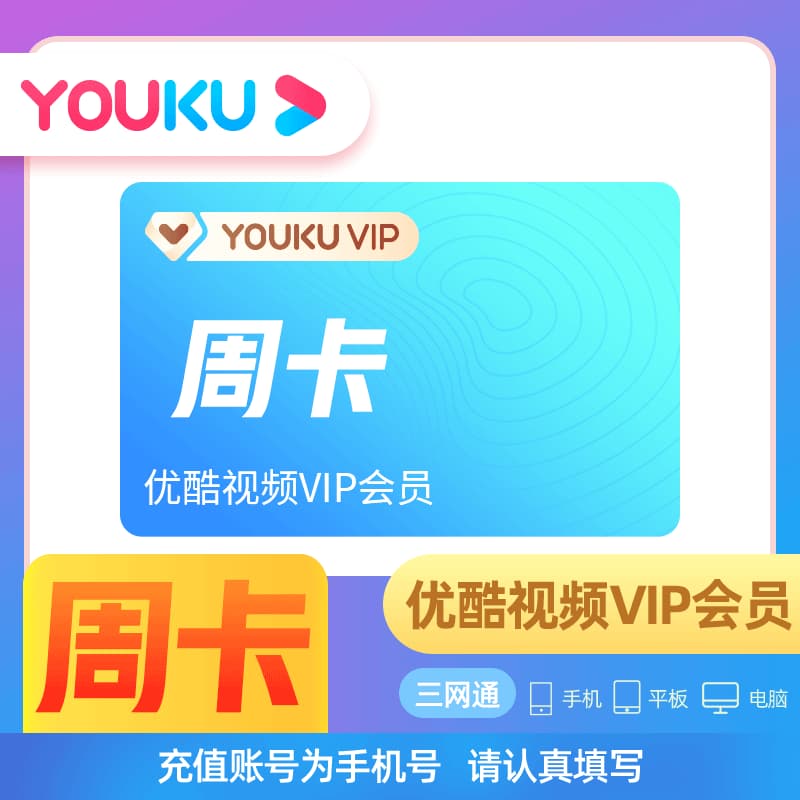 YOUKU
YOUKU VIP
周卡
优酷视频VIP会员
周卡
优酷视频VIP会员
三网通 手机 平板 电脑
充值账号为手机号 请认真填写